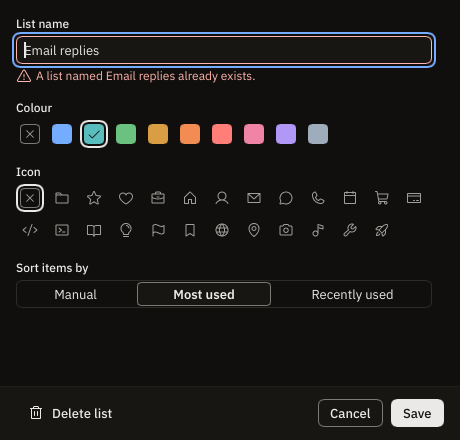 List name
Email replies
A list named Email replies already exists.
Colour
Icon
Sort items by
Manual
Most used
Recently used
Delete list
Cancel
Save